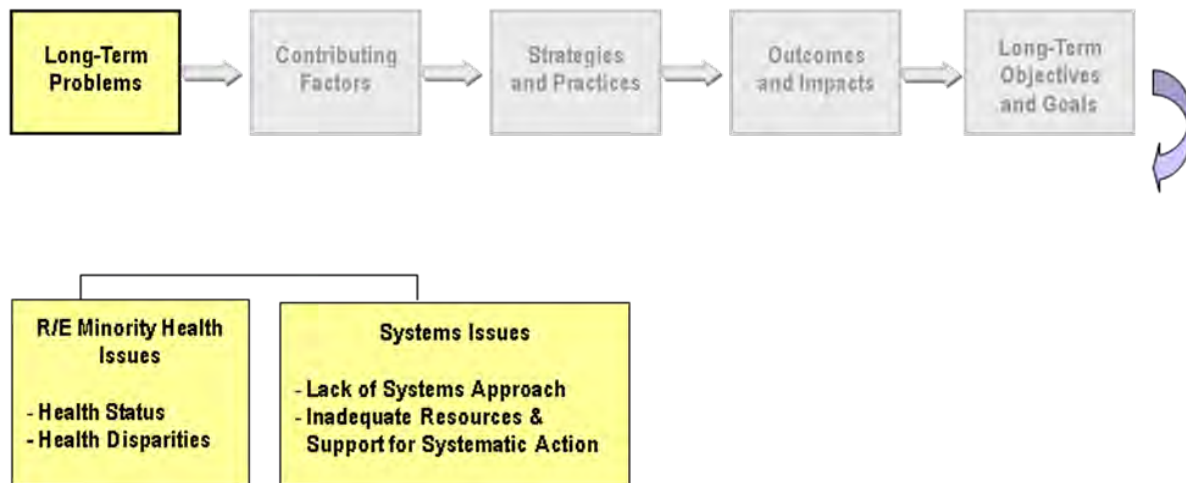 Long-Term
Problems
Contributing
Factors
Strategies
and Practices
Outcomes
and Impacts
Long-Term
Objectives
and Goals
R/E Minority Health
Issues
- Health Status
- Health Disparities
Systems Issues
- Lack of Systems Approach
- Inadequate Resources &
Support for Systematic Action